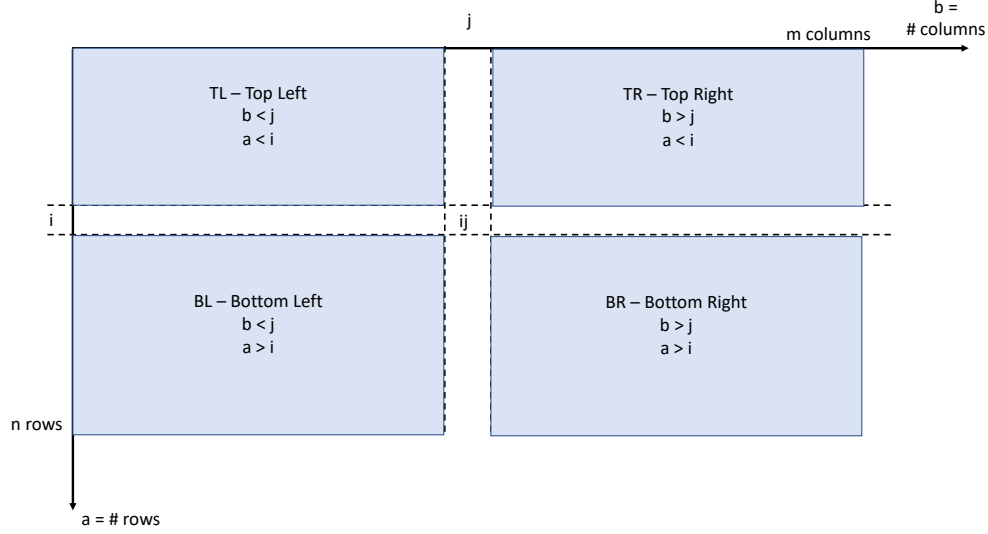 j
b =
# columns
m columns
TL – Top Left
b < j
a < i
TR – Top Right
b > j
a < i
i
ij
BL – Bottom Left
b < j
a > i
BR – Bottom Right
b > j
a > i
n rows
a = # rows